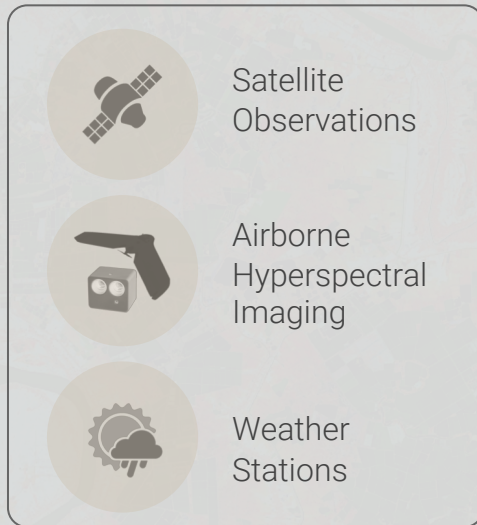 Satellite
Observations
Airborne
Hyperspectral
Imaging
Weather
Stations